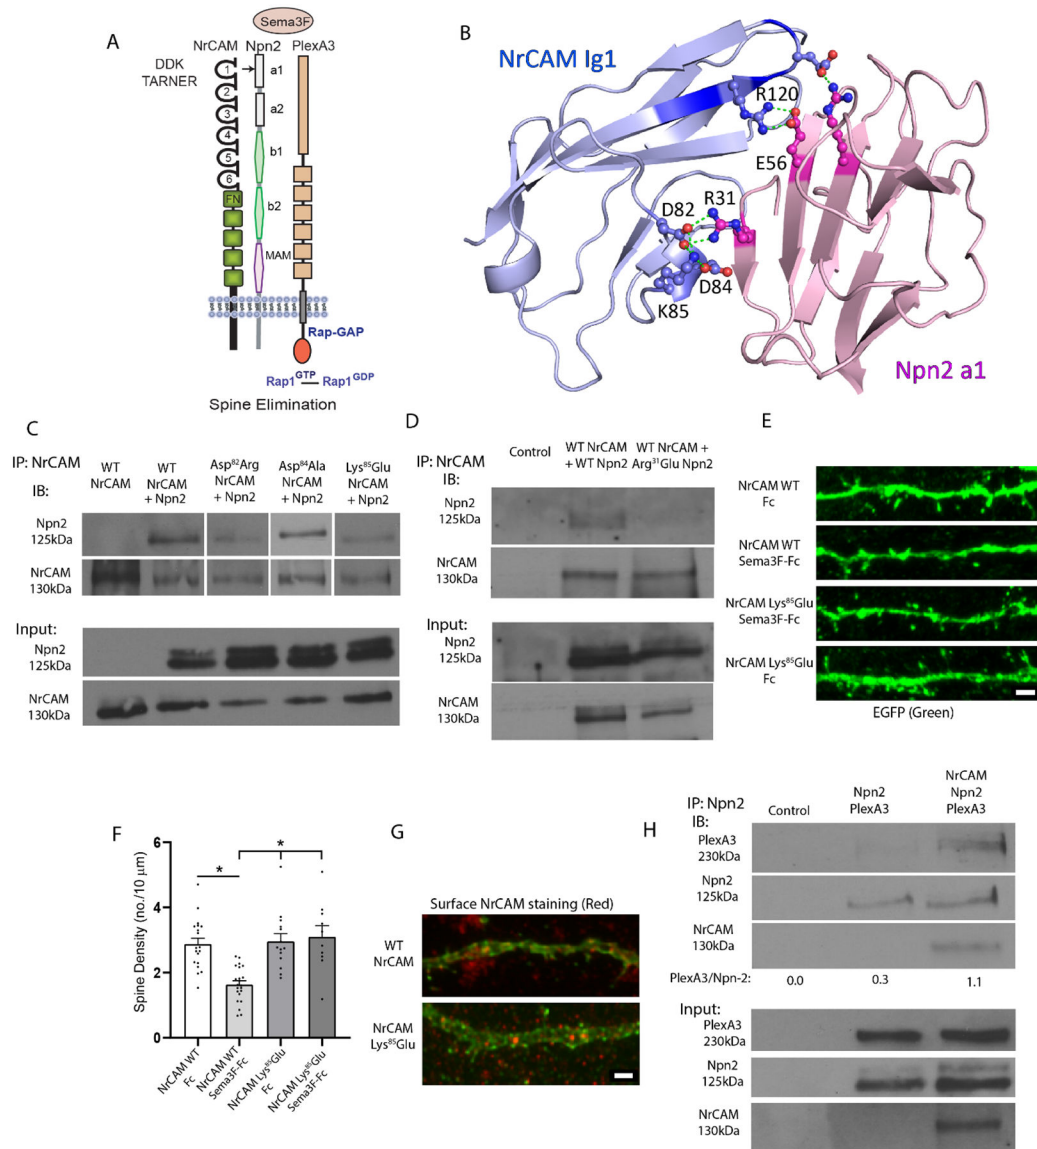 A
Sema3F
NrCAM Npn2 PlexA3
DDK
TARNER
1
2
3
4
5
6
FN
a1
a2
b1
b2
MAM
Rap-GAP
Rap1GTP Rap1GDP
Spine Elimination
B
NrCAM Ig1
R120
E56
D82
R31
D84
K85
Npn2 a1
C
IP: NrCAM
IB:
WT
NrCAM
WT
NrCAM
+ Npn2
Asp⁸²Arg
NrCAM
+ Npn2
Asp⁸⁴Ala
NrCAM
+ Npn2
Lys⁸⁵Glu
NrCAM
+ Npn2
Npn2
125kDa
NrCAM
130kDa
Input:
Npn2
125kDa
NrCAM
130kDa
D
IP: NrCAM
IB:
Control
WT NrCAM
+ WT Npn2
WT NrCAM +
Arg³¹Glu Npn2
Npn2
125kDa
NrCAM
130kDa
Input:
Npn2
125kDa
NrCAM
130kDa
E
NrCAM WT
Fc
NrCAM WT
Sema3F-Fc
NrCAM Lys⁸⁵Glu
Sema3F-Fc
NrCAM Lys⁸⁵Glu
Fc
EGFP (Green)
F
Spine Density (no./10 μm)
6
4
2
0
*
*
NrCAM WT
Fc
NrCAM WT
Sema3F-Fc
NrCAM Lys⁸⁵Glu
Fc
NrCAM Lys⁸⁵Glu
Sema3F-Fc
G
Surface NrCAM staining (Red)
WT
NrCAM
NrCAM
Lys⁸⁵Glu
H
IP: Npn2
IB:
Control
Npn2
PlexA3
NrCAM
Npn2
PlexA3
PlexA3
230kDa
Npn2
125kDa
NrCAM
130kDa
PlexA3/Npn-2: 0.0 0.3 1.1
Input:
PlexA3
230kDa
Npn2
125kDa
NrCAM
130kDa